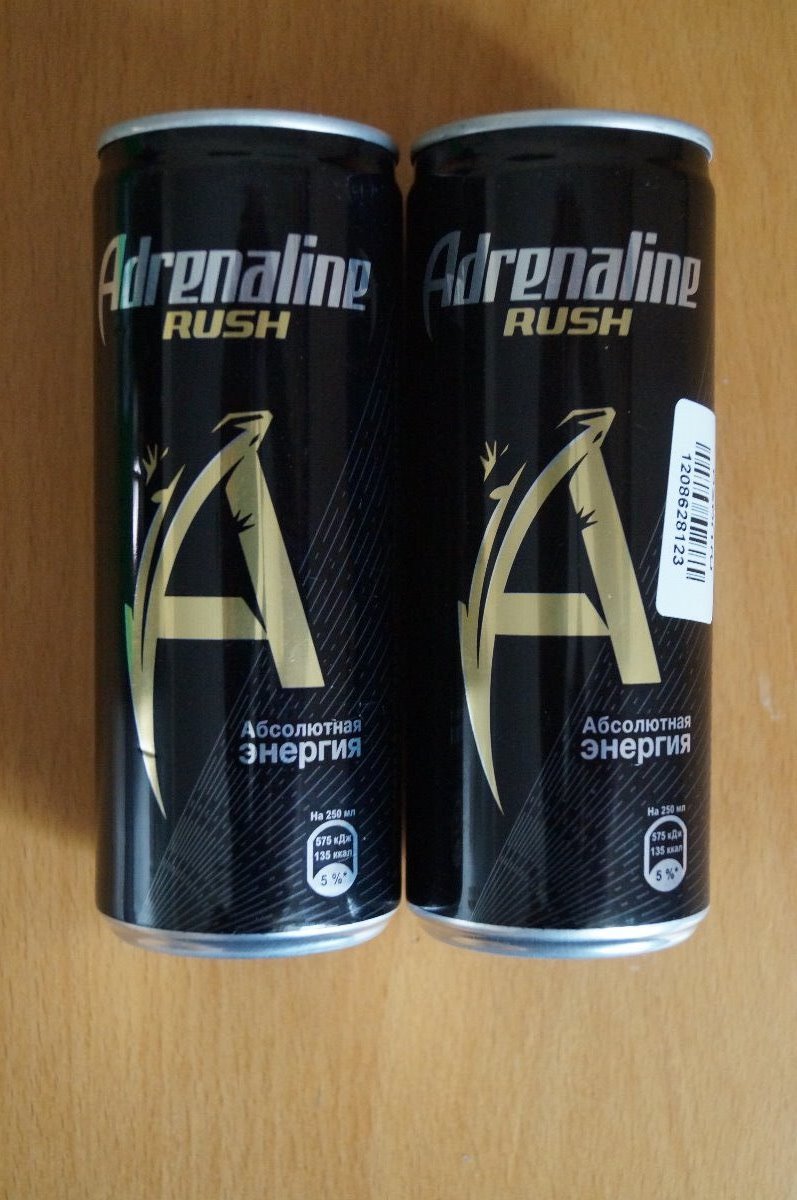 Adrenaline
RUSH
Абсолютная
энергия
На 250 мл
575 кДж
135 ккал
5 %*
Adrenaline
RUSH
1208628123
Абсолютная
энергия
На 250 мл
575 кДж
135 ккал
5 %*